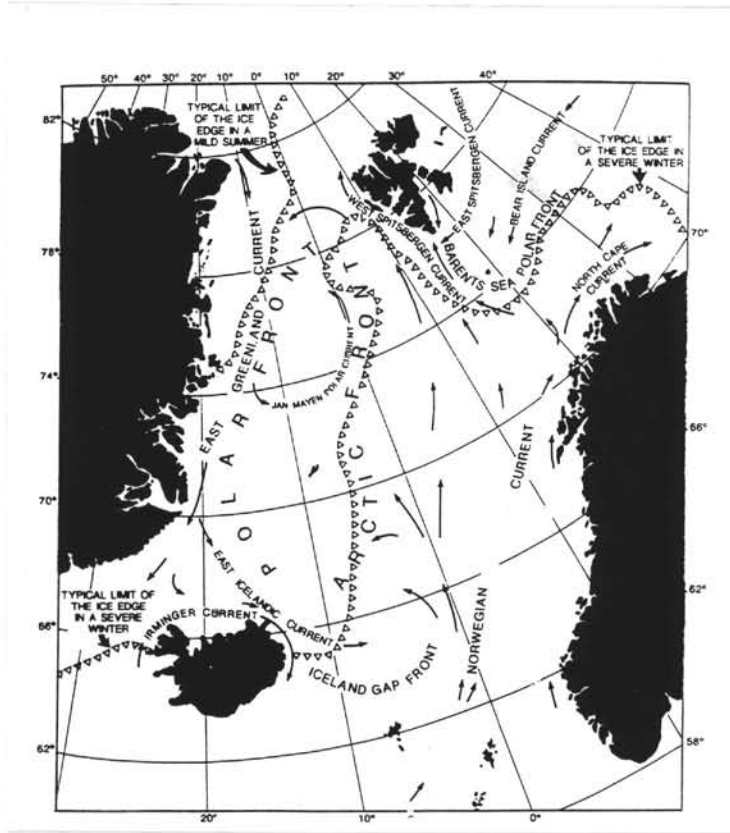 50° 40° 30° 20° 10° 0° 10° 20° 30° 40°
82°
TYPICAL LIMIT
OF THE ICE
EDGE IN A
MILD SUMMER
TYPICAL LIMIT
OF THE ICE EDGE IN
A SEVERE WINTER
EAST SPITSBERGEN CURRENT
BEAR ISLAND CURRENT
WEST SPITSBERGEN CURRENT
BARENTS SEA POLAR FRONT
NORTH CAPE
CURRENT
70°
78°
EAST GREENLAND CURRENT
POLAR FRONT
JAN MAYEN POLAR CURRENT
ARCTIC FRONT
74°
66°
NORWEGIAN CURRENT
70°
EAST ICELANDIC CURRENT
62°
TYPICAL LIMIT OF
THE ICE EDGE
IN A SEVERE
WINTER
IRMINGER CURRENT
66°
ICELAND GAP FRONT
62°
58°
20° 10° 0°